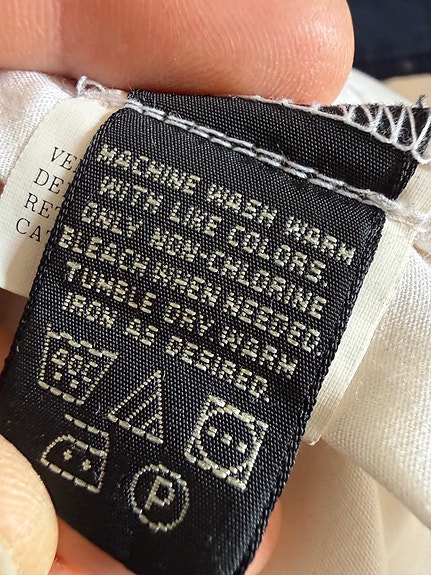 MACHINE WASH WARM
WITH LIKE COLORS
ONLY NON-CHLORINE
BLEACH WHEN NEEDED.
TUMBLE DRY WARM
IRON AS DESIRED.
P